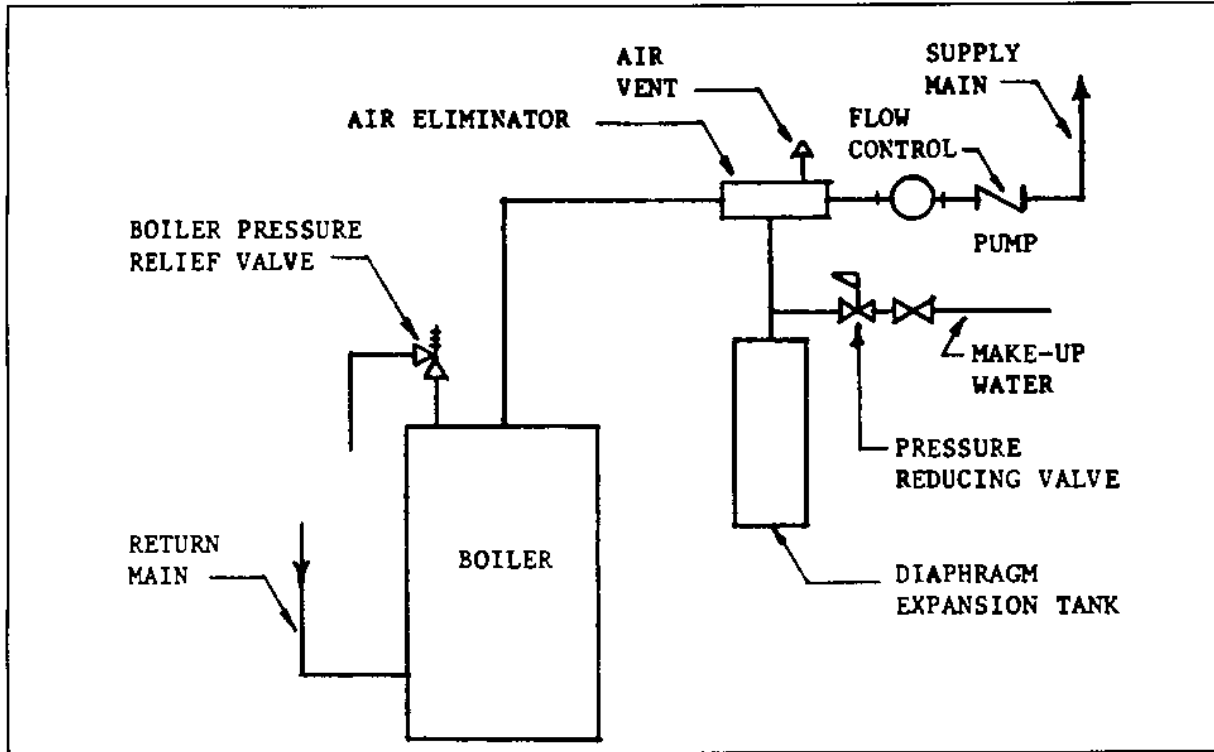 AIR
VENT
SUPPLY
MAIN
AIR ELIMINATOR
FLOW
CONTROL
BOILER PRESSURE
RELIEF VALVE
PUMP
MAKE-UP
WATER
PRESSURE
REDUCING VALVE
RETURN
MAIN
BOILER
DIAPHRAGM
EXPANSION TANK